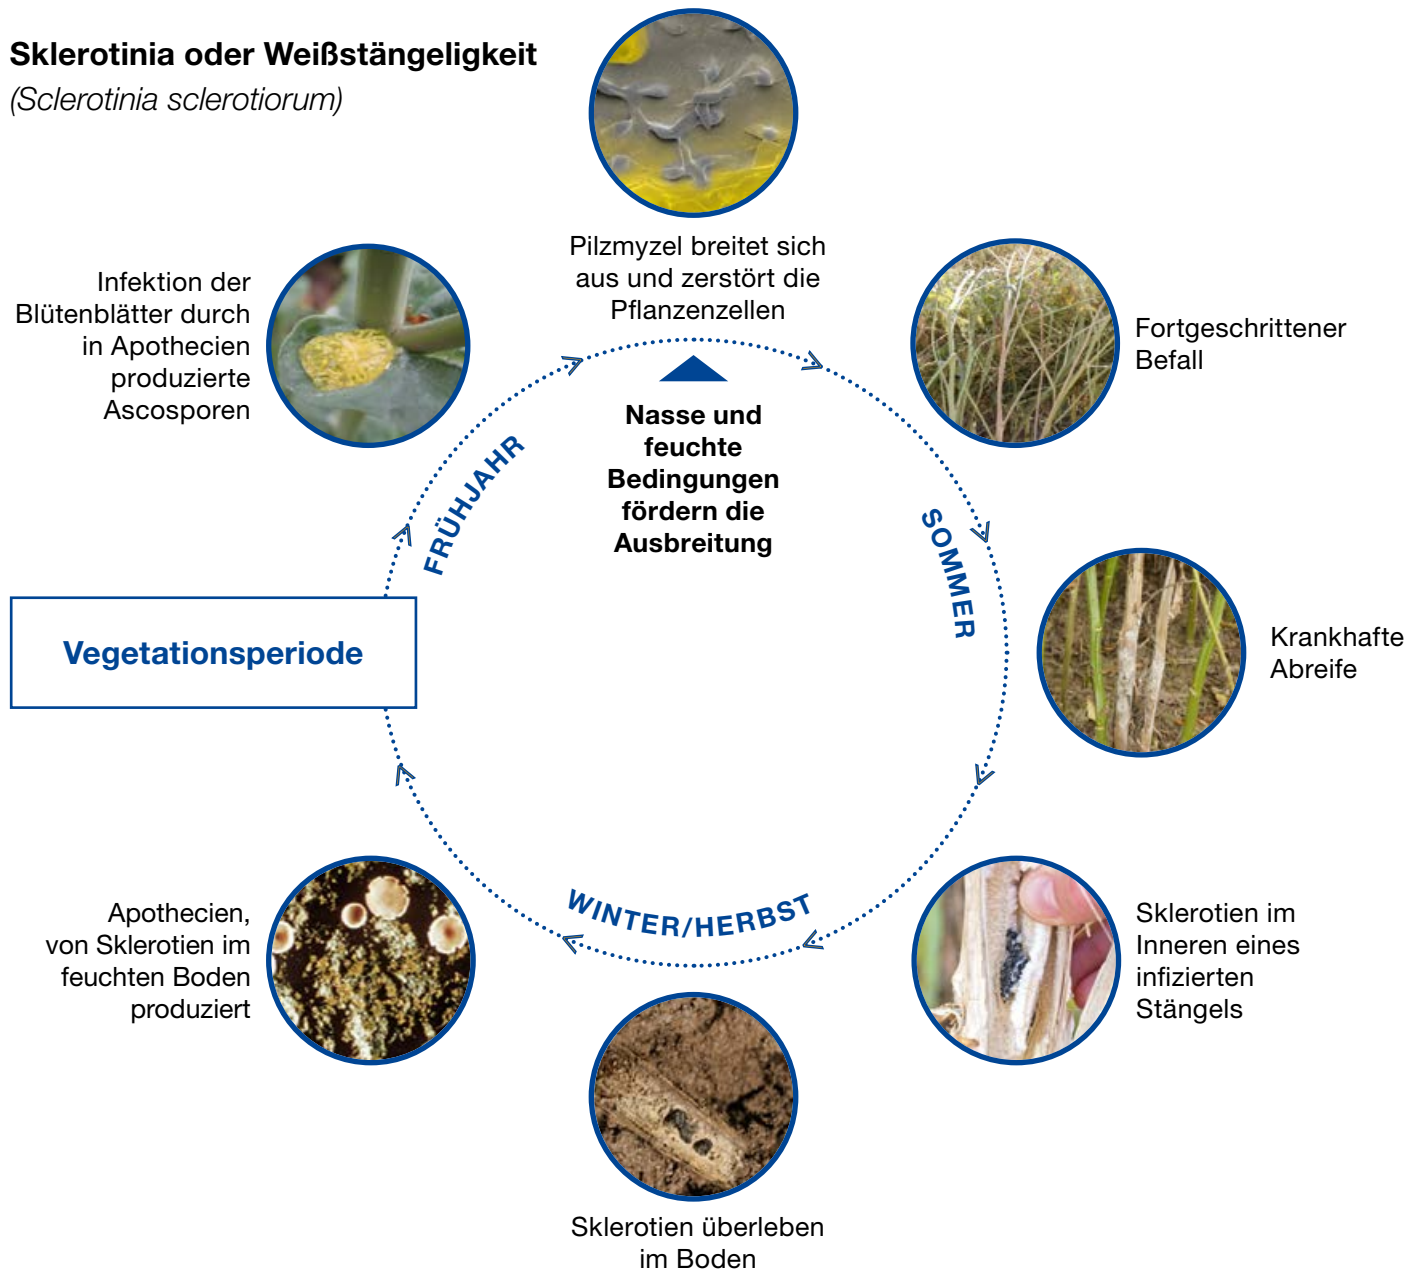 Sklerotinia oder Weißstängeligkeit
(Sclerotinia sclerotiorum)
Pilzmyzel breitet sich
aus und zerstört die
Pflanzenzellen
Infektion der
Blütenblätter durch
in Apothecien
produzierte
Ascosporen
Fortgeschrittener
Befall
Nasse und
feuchte
Bedingungen
fördern die
Ausbreitung
FRÜHJAHR
SOMMER
Vegetationsperiode
Krankhafte
Abreife
WINTER/HERBST
Apothecien,
von Sklerotien im
feuchten Boden
produziert
Sklerotien im
Inneren eines
infizierten
Stängels
Sklerotien überleben
im Boden